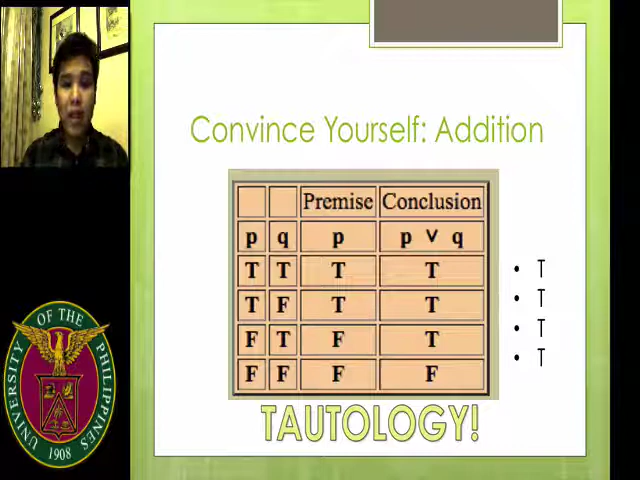 Convince Yourself: Addition
Premise Conclusion
p q p p ∨ q
T T T T
T F T T
F T F T
F F F F
• T
• T
• T
• T
TAUTOLOGY!
UNIVERSITY OF THE PHILIPPINES
1908